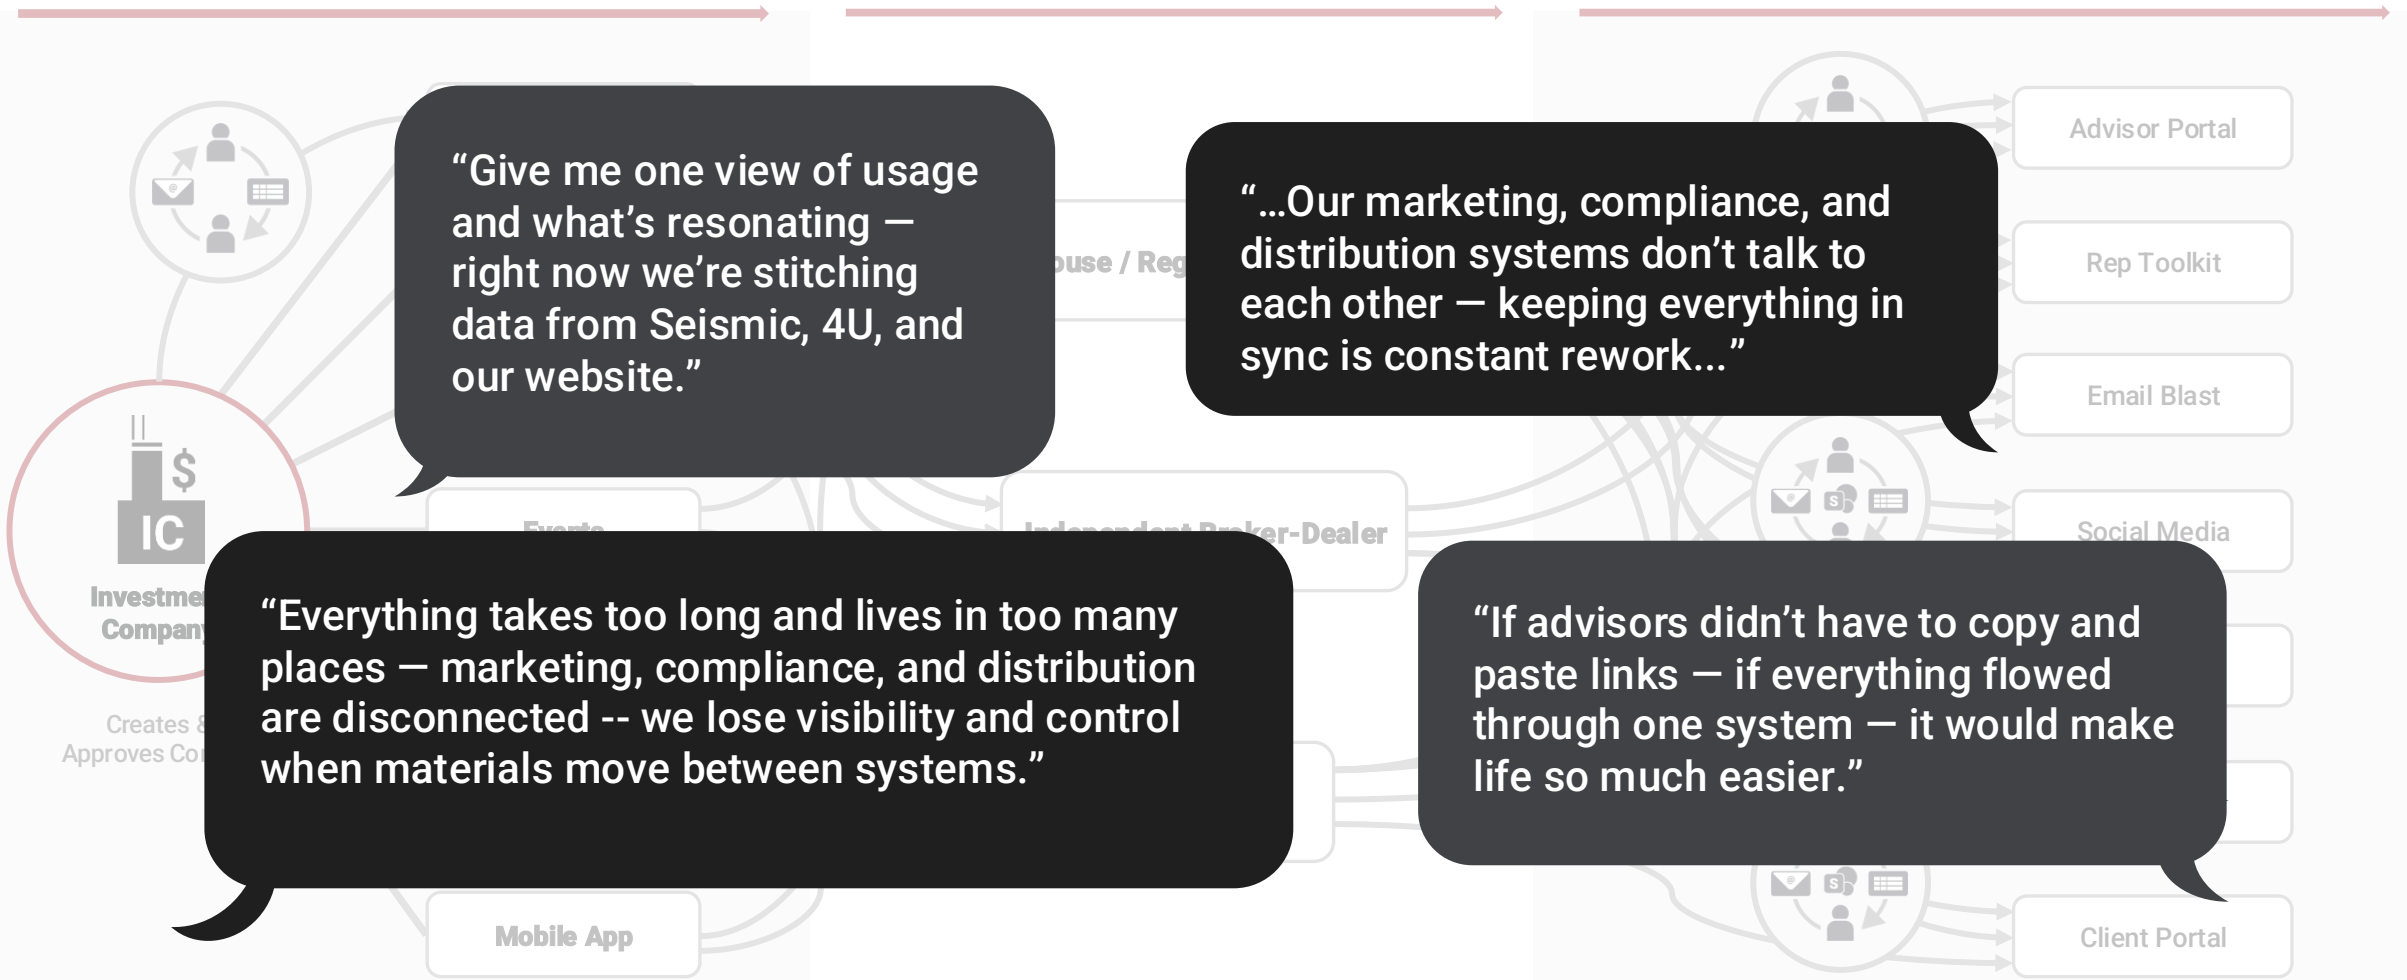 “Give me one view of usage
and what’s resonating —
right now we’re stitching
data from Seismic, 4U, and
our website.”
“...Our marketing, compliance, and
distribution systems don’t talk to
each other — keeping everything in
sync is constant rework...”
“Everything takes too long and lives in too many
places — marketing, compliance, and distribution
are disconnected -- we lose visibility and control
when materials move between systems.”
“If advisors didn’t have to copy and
paste links — if everything flowed
through one system — it would make
life so much easier.”
$
IC
Company
Creates &
Approves
Events
Mobile App
/
Independent Broker-Dealer
@
@
S
@
S
Advisor Portal
Rep Toolkit
Email Blast
Social Media
Client Portal